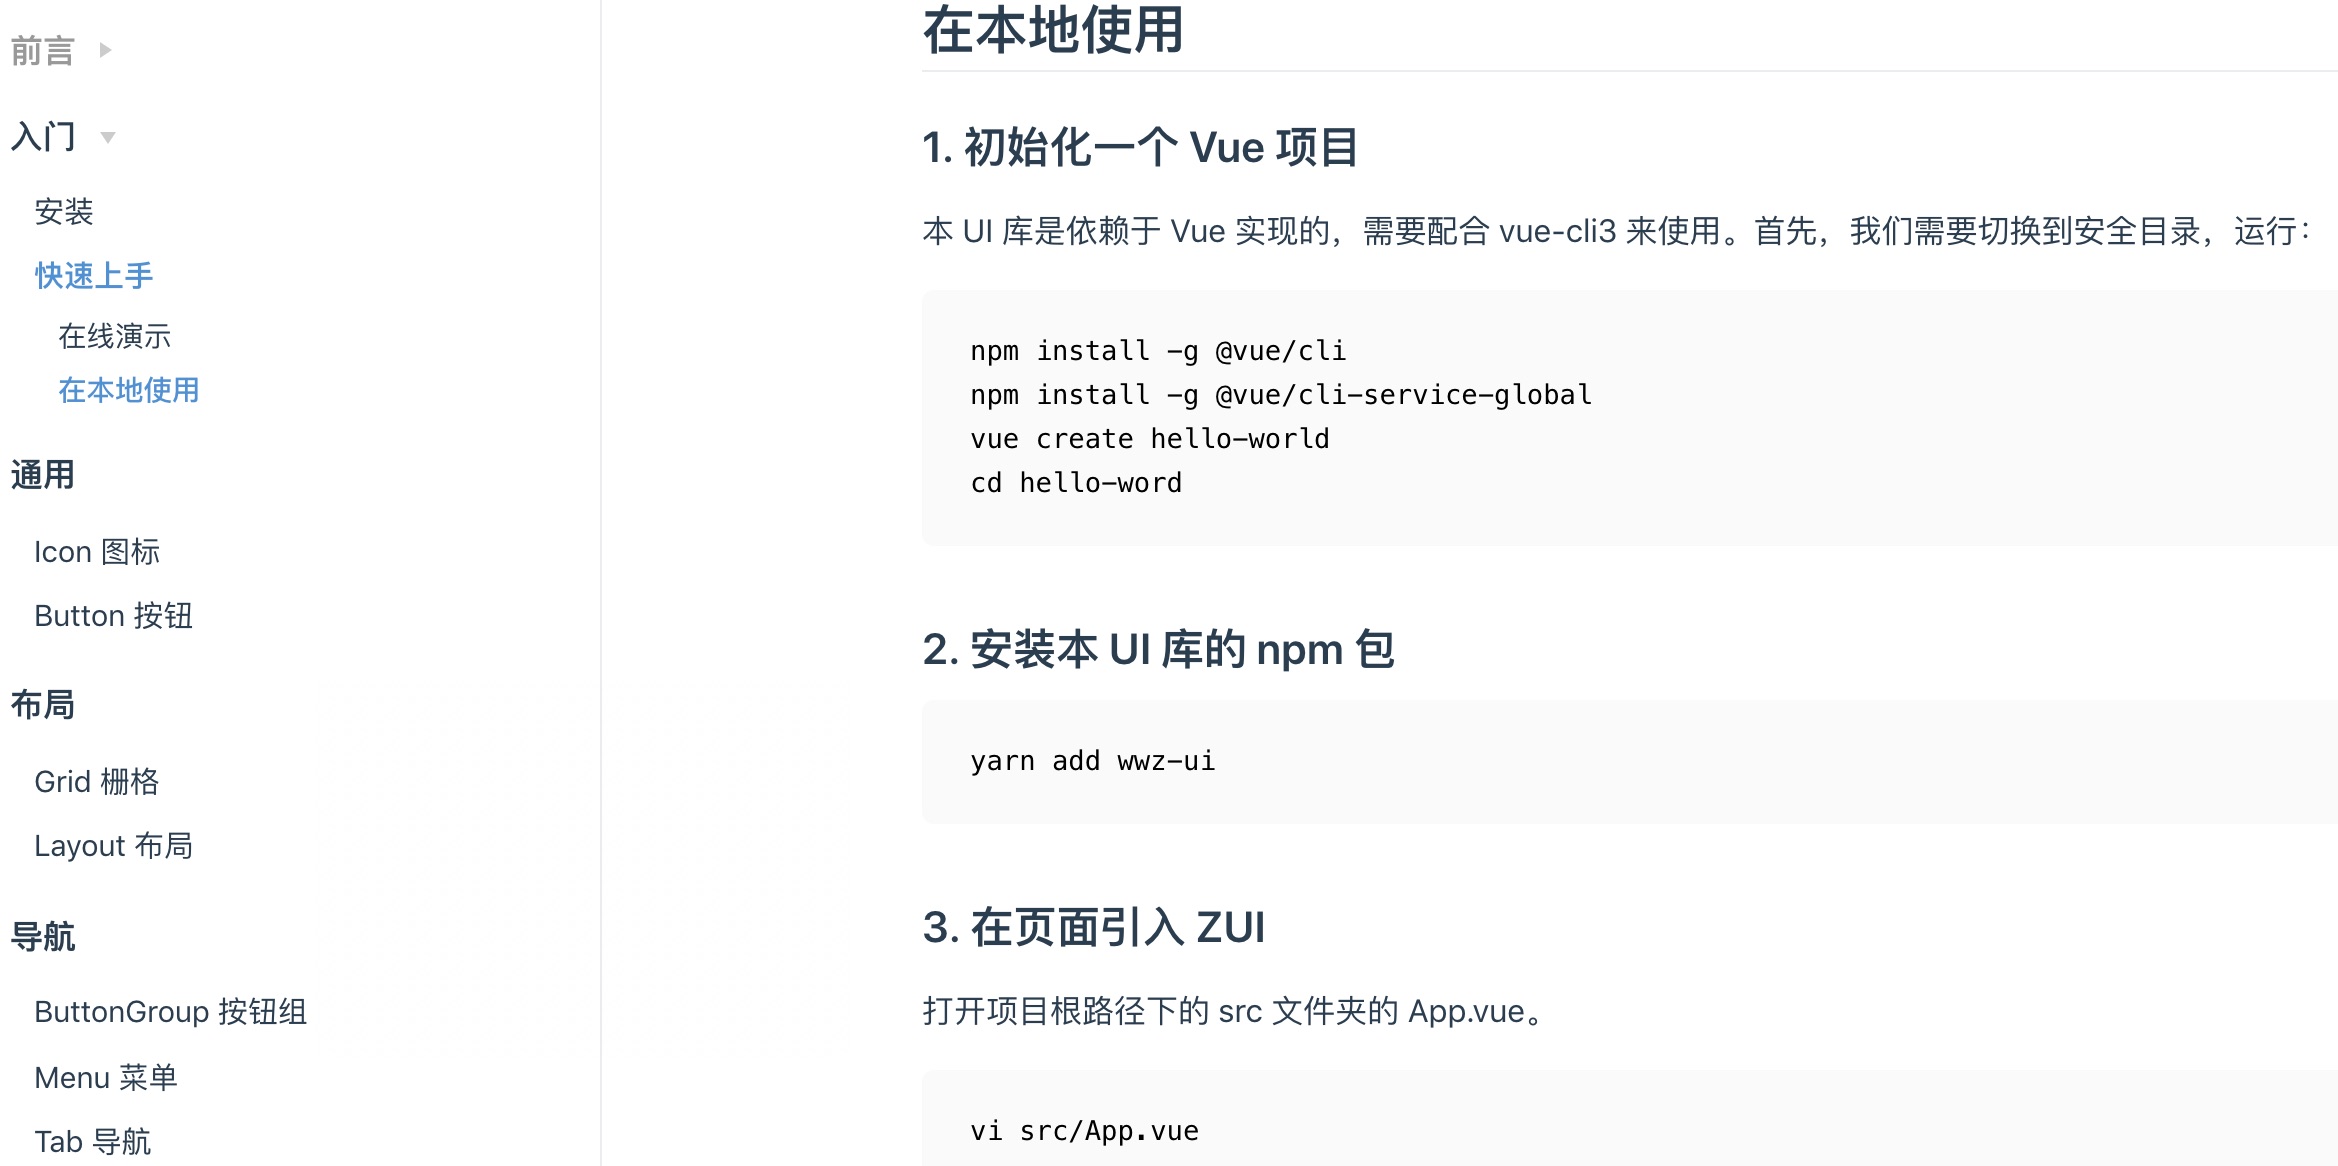 前言
入门
安装
快速上手
在线演示
在本地使用
通用
Icon 图标
Button 按钮
布局
Grid 栅格
Layout 布局
导航
ButtonGroup 按钮组
Menu 菜单
Tab 导航
在本地使用
1. 初始化一个 Vue 项目
本 UI 库是依赖于 Vue 实现的，需要配合 vue-cli3 来使用。首先，我们需要切换到安全目录，运行：
npm install -g @vue/cli
npm install -g @vue/cli-service-global
vue create hello-world
cd hello-word
2. 安装本 UI 库的 npm 包
yarn add wwz-ui
3. 在页面引入 ZUI
打开项目根路径下的 src 文件夹的 App.vue。
vi src/App.vue